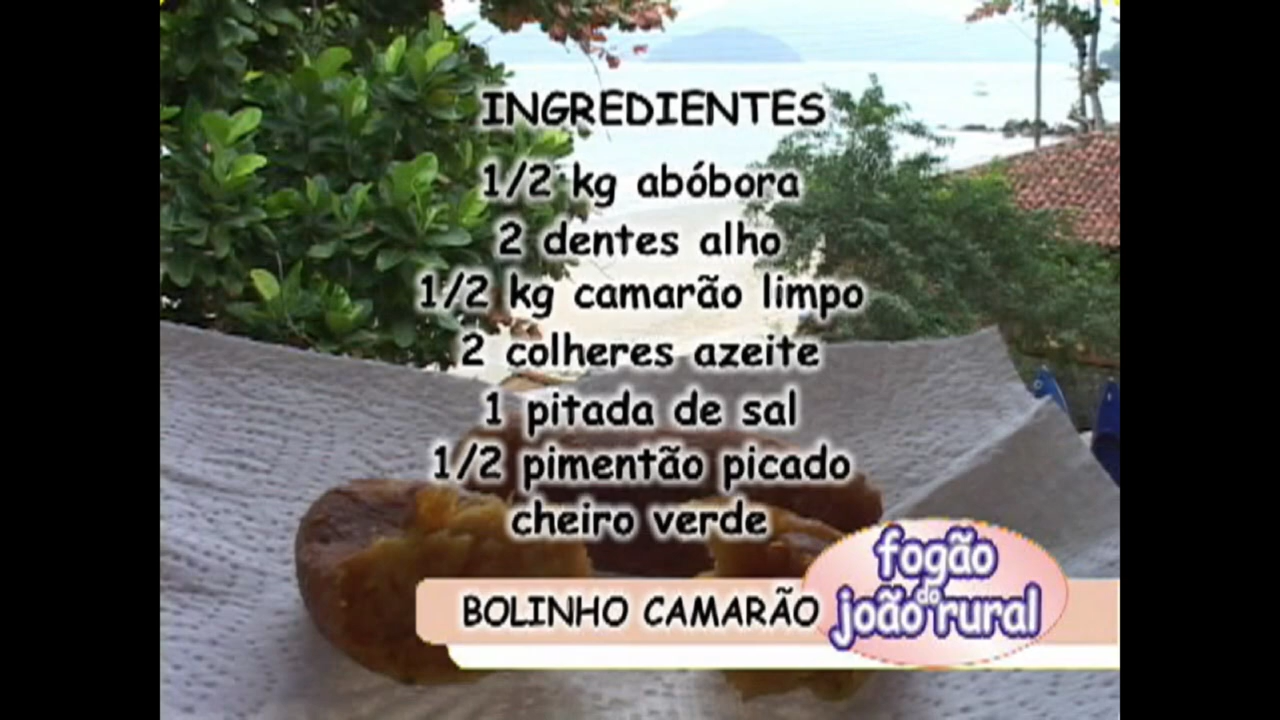 INGREDIENTES
1/2 kg abóbora
2 dentes alho
1/2 kg camarão limpo
2 colheres azeite
1 pitada de sal
1/2 pimentão picado
cheiro verde
BOLINHO CAMARÃO
fogão
do
joão rural